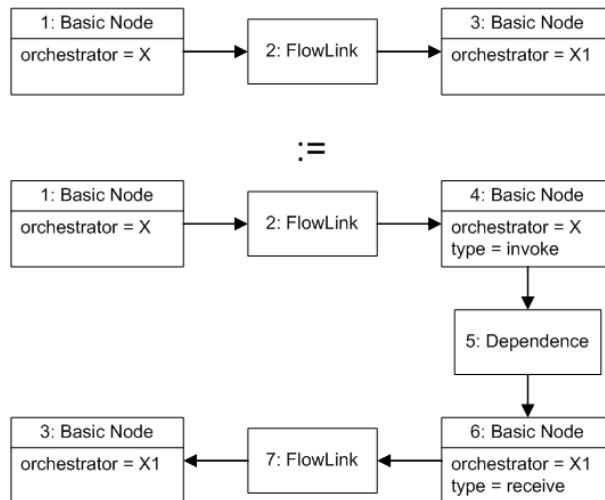 1: Basic Node
orchestrator = X
2: FlowLink
3: Basic Node
orchestrator = X1
:=
1: Basic Node
orchestrator = X
2: FlowLink
4: Basic Node
orchestrator = X
type = invoke
5: Dependence
3: Basic Node
orchestrator = X1
7: FlowLink
6: Basic Node
orchestrator = X1
type = receive